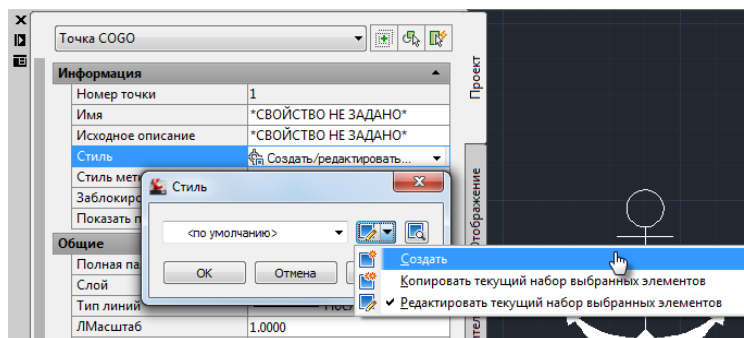 Точка COGO
Информация
Номер точки 1
Имя *СВОЙСТВО НЕ ЗАДАНО*
Исходное описание *СВОЙСТВО НЕ ЗАДАНО*
Стиль Создать/редактировать...
Стиль
<по умолчанию>
Создать
Копировать текущий набор выбранных элементов
Редактировать текущий набор выбранных элементов
OK Отмена
Общие
Слой
Тип линий
ЛМасштаб 1.0000
Проект